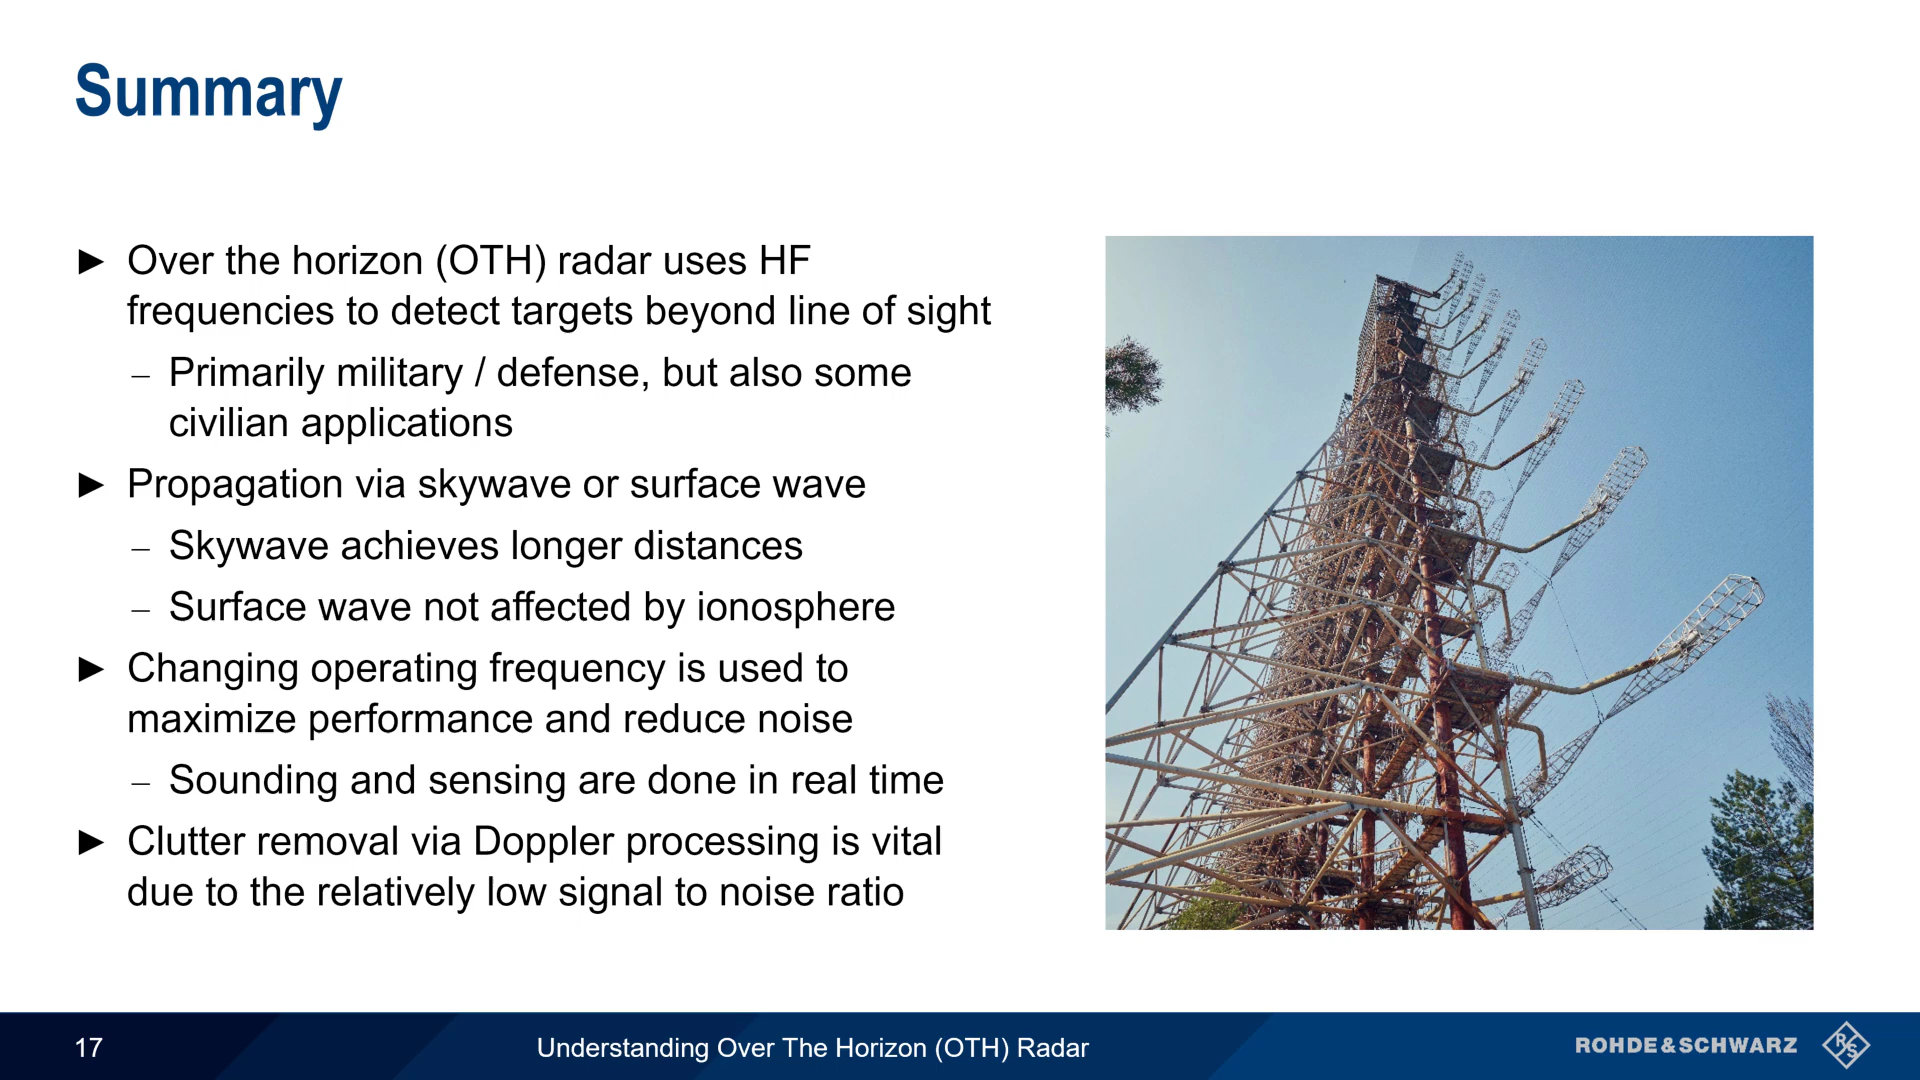 Summary
► Over the horizon (OTH) radar uses HF
frequencies to detect targets beyond line of sight
– Primarily military / defense, but also some
civilian applications
► Propagation via skywave or surface wave
– Skywave achieves longer distances
– Surface wave not affected by ionosphere
► Changing operating frequency is used to
maximize performance and reduce noise
– Sounding and sensing are done in real time
► Clutter removal via Doppler processing is vital
due to the relatively low signal to noise ratio
17
Understanding Over The Horizon (OTH) Radar
ROHDE&SCHWARZ
R&S